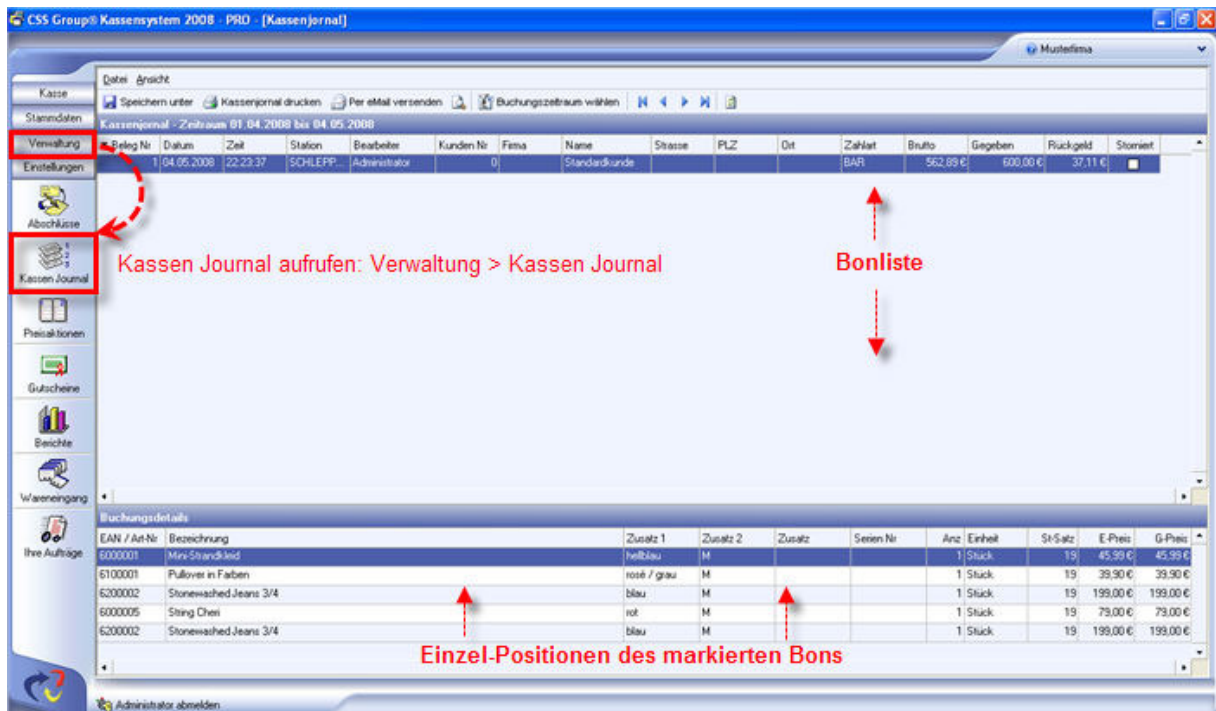 CSS Group® Kassensystem 2008 - PRO - [Kassenjornal]
Musterfirma
Datei Ansicht
Speichern unter Kassenjornal drucken Per eMail versenden Buchungszeitraum wählen
Kassenjornal - Zeitraum 01.04.2008 bis 04.05.2008
Beleg Nr Datum Zeit Station Bearbeiter Kunden Nr Firma Name Strasse PLZ Ort Zahlart Brutto Gegeben Rückgeld Storniert
1 04.05.2008 22:23:37 SCHLEPP... Administrator 0 Standardkunde BAR 562,89 € 600,00 € 37,11 €
Kasse
Stammdaten
Verwaltung
Einstellungen
Abschlüsse
Kassen Journal
Preisaktionen
Gutscheine
Berichte
Wareneingang
Ihre Aufträge
Kassen Journal aufrufen: Verwaltung > Kassen Journal
Bonliste
Buchungsdetails
EAN / Art-Nr Bezeichnung Zusatz 1 Zusatz 2 Zusatz Serien Nr Anz Einheit St-Satz E-Preis G-Preis
6000001 Mini-Strandkleid hellblau M 1 Stück 19 45,99 € 45,99 €
6100001 Pullover in Farben rosé / grau M 1 Stück 19 39,90 € 39,90 €
6200002 Stonewashed Jeans 3/4 blau M 1 Stück 19 199,00 € 199,00 €
6000005 String Cheri rot M 1 Stück 19 79,00 € 79,00 €
6200002 Stonewashed Jeans 3/4 blau M 1 Stück 19 199,00 € 199,00 €
Einzel-Positionen des markierten Bons
Administrator abmelden